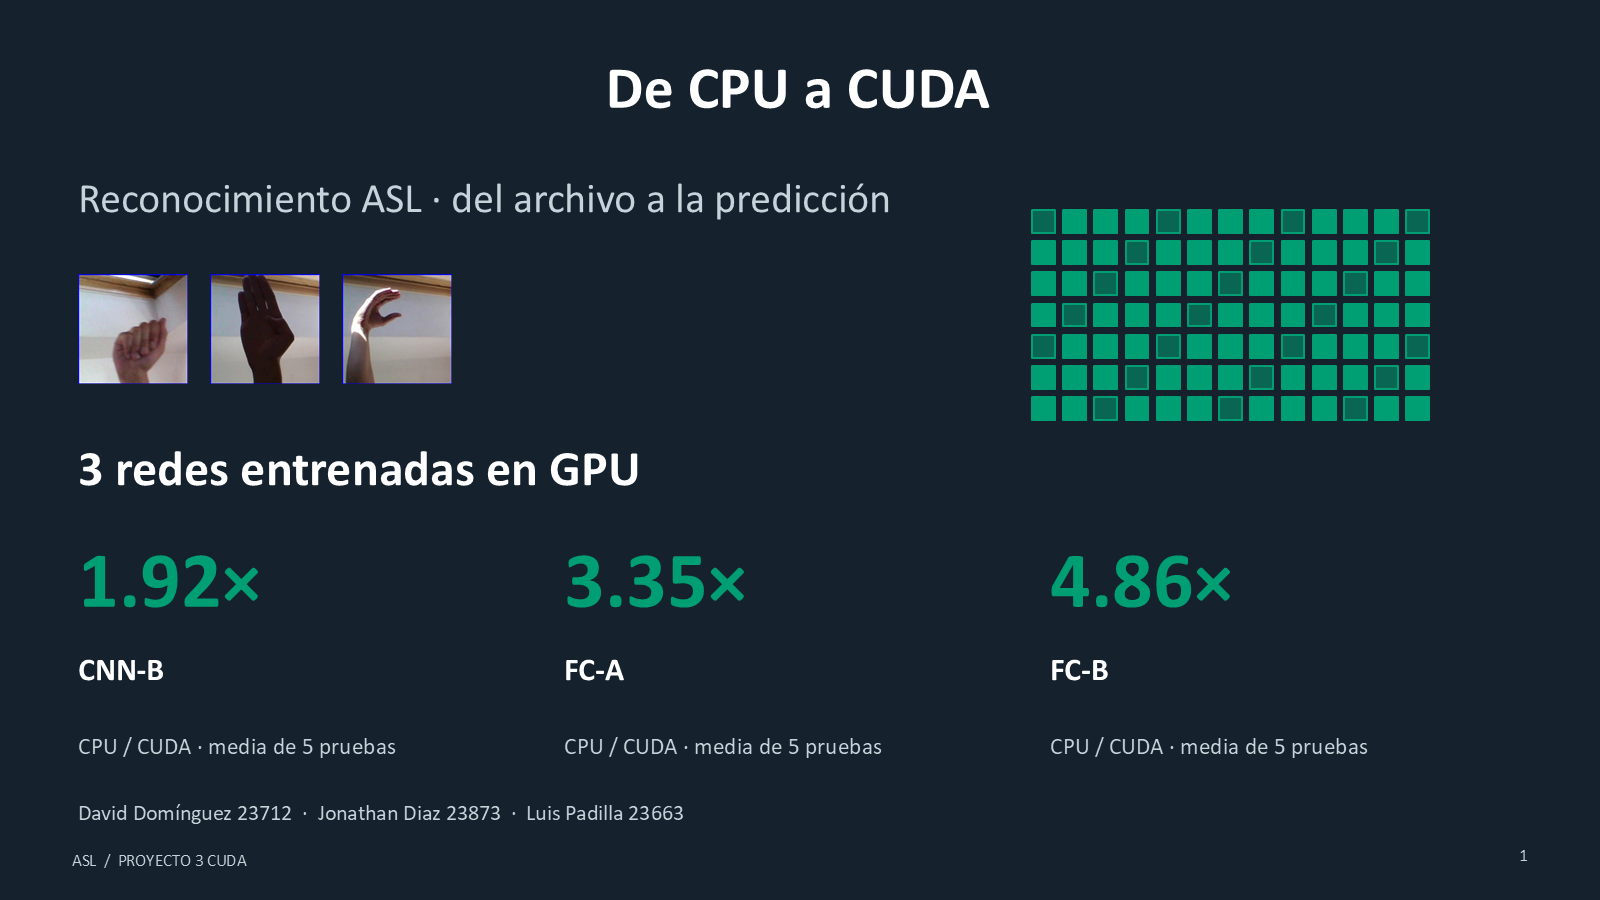 De CPU a CUDA
Reconocimiento ASL · del archivo a la predicción
3 redes entrenadas en GPU
1.92×
3.35×
4.86×
CNN-B
FC-A
FC-B
CPU / CUDA · media de 5 pruebas
CPU / CUDA · media de 5 pruebas
CPU / CUDA · media de 5 pruebas
David Domínguez 23712 · Jonathan Diaz 23873 · Luis Padilla 23663
ASL / PROYECTO 3 CUDA
1